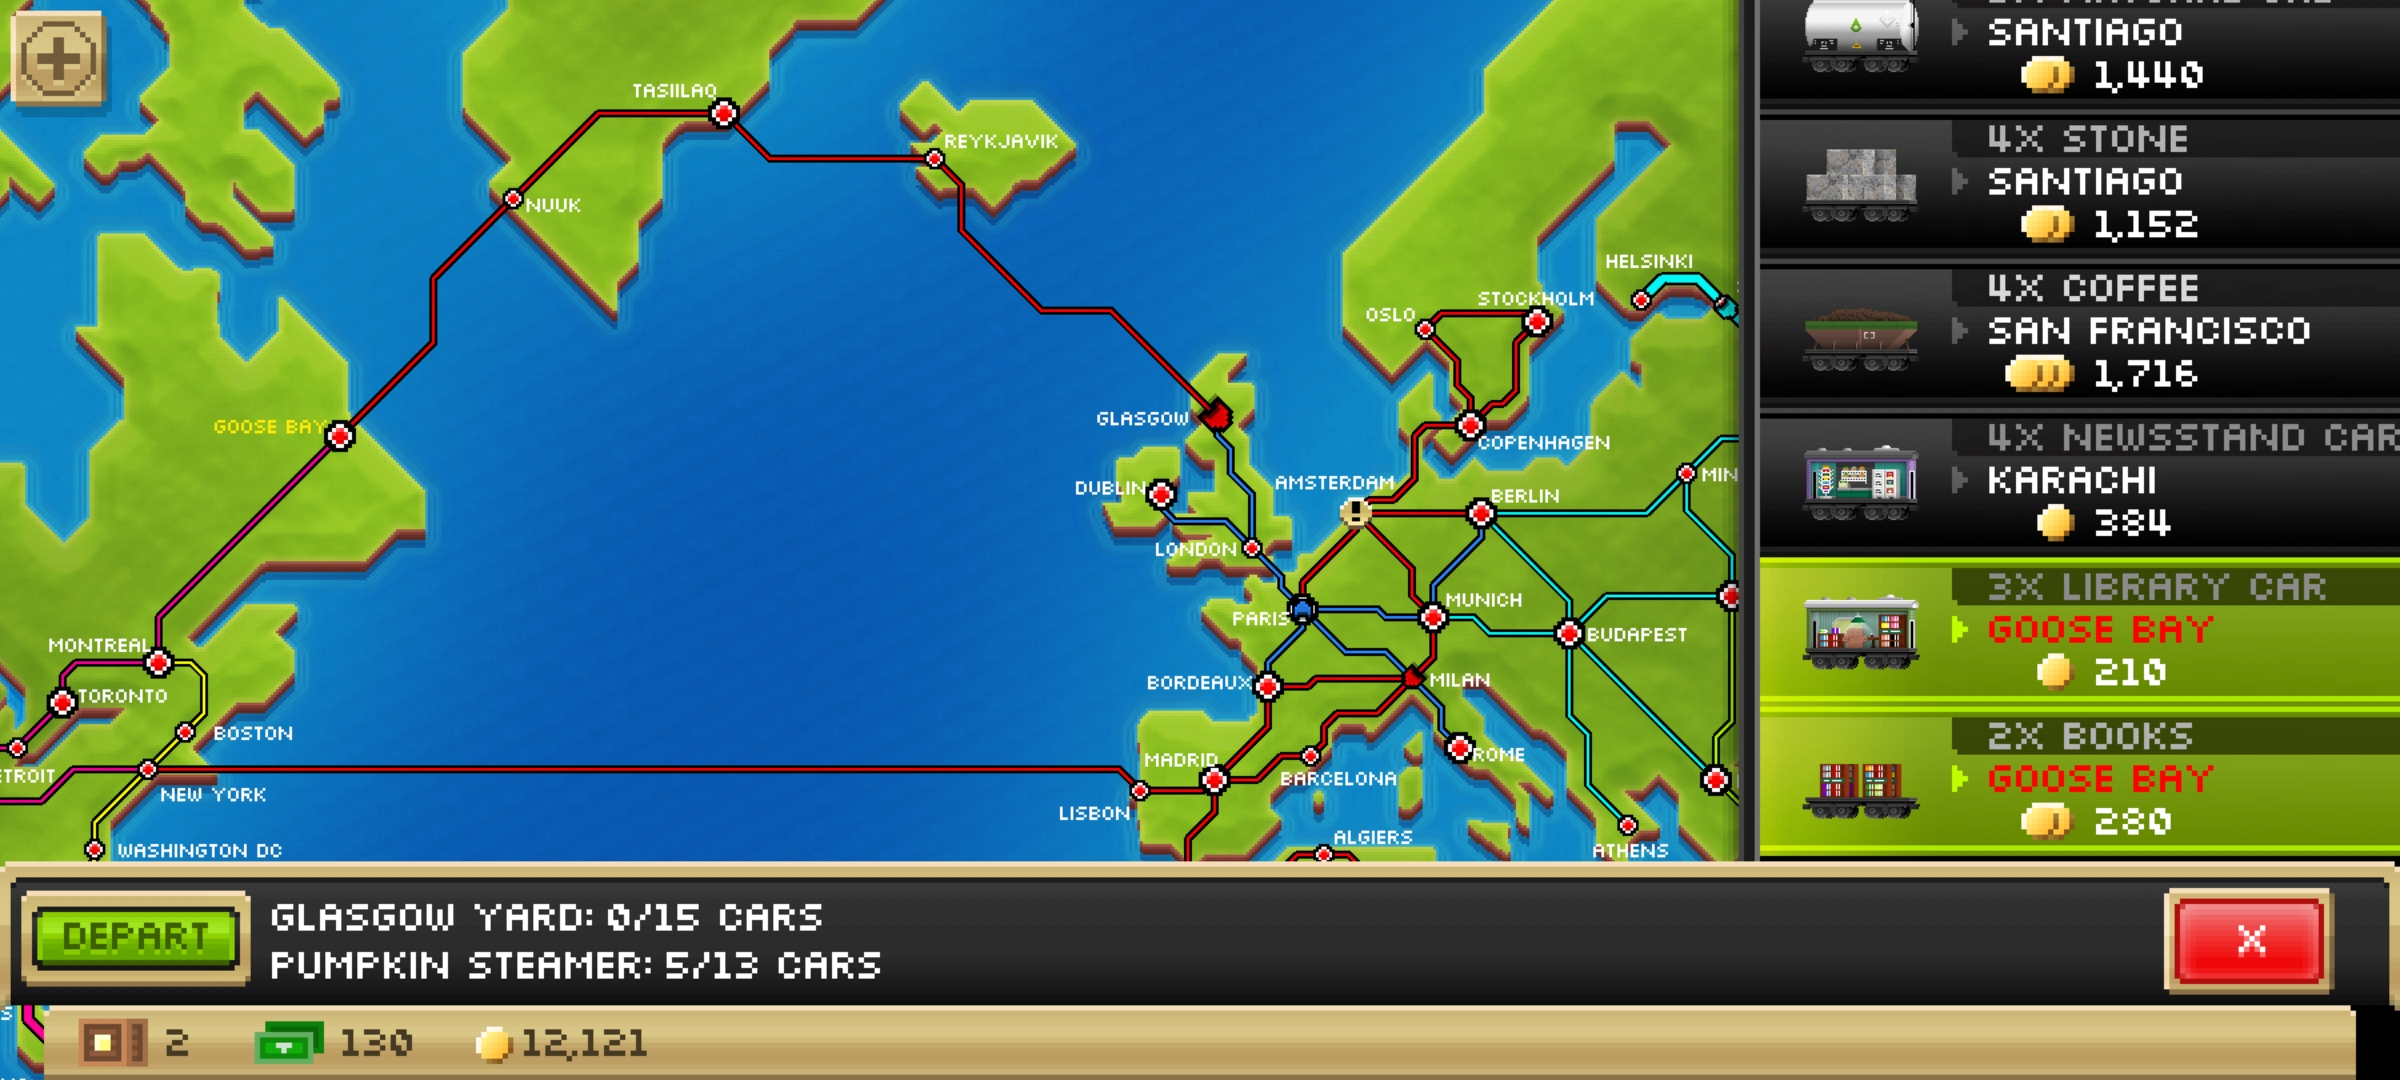 TASIILAQ
REYKJAVIK
NUUK
HELSINKI
STOCKHOLM
OSLO
GOOSE BAY
GLASGOW
COPENHAGEN
AMSTERDAM
DUBLIN
BERLIN
MIN
LONDON
MUNICH
PARIS
BUDAPEST
MONTREAL
MILAN
BORDEAUX
TORONTO
BOSTON
ROME
MADRID
ETROIT
BARCELONA
NEW YORK
LISBON
ALGIERS
WASHINGTON DC
ATHENS
SANTIAGO
1,440
4X STONE
SANTIAGO
1,152
4X COFFEE
SAN FRANCISCO
1,716
4X NEWSSTAND CAR
KARACHI
384
3X LIBRARY CAR
GOOSE BAY
210
2X BOOKS
GOOSE BAY
280
DEPART
GLASGOW YARD: 0/15 CARS
PUMPKIN STEAMER: 5/13 CARS
X
2
130
12,121